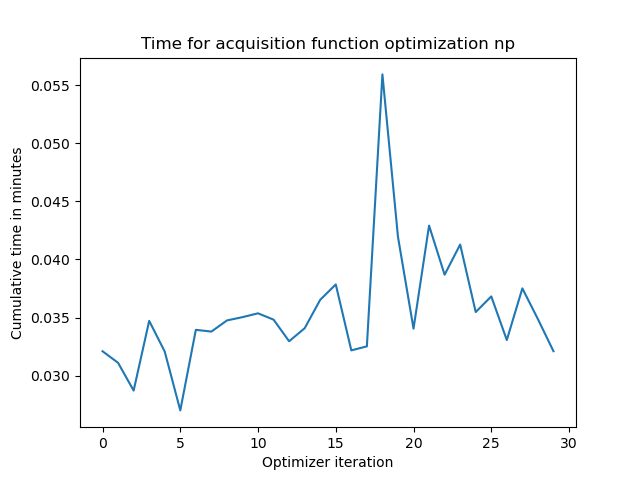 Time for acquisition function optimization np
Cumulative time in minutes
0.055
0.050
0.045
0.040
0.035
0.030
0 5 10 15 20 25 30
Optimizer iteration